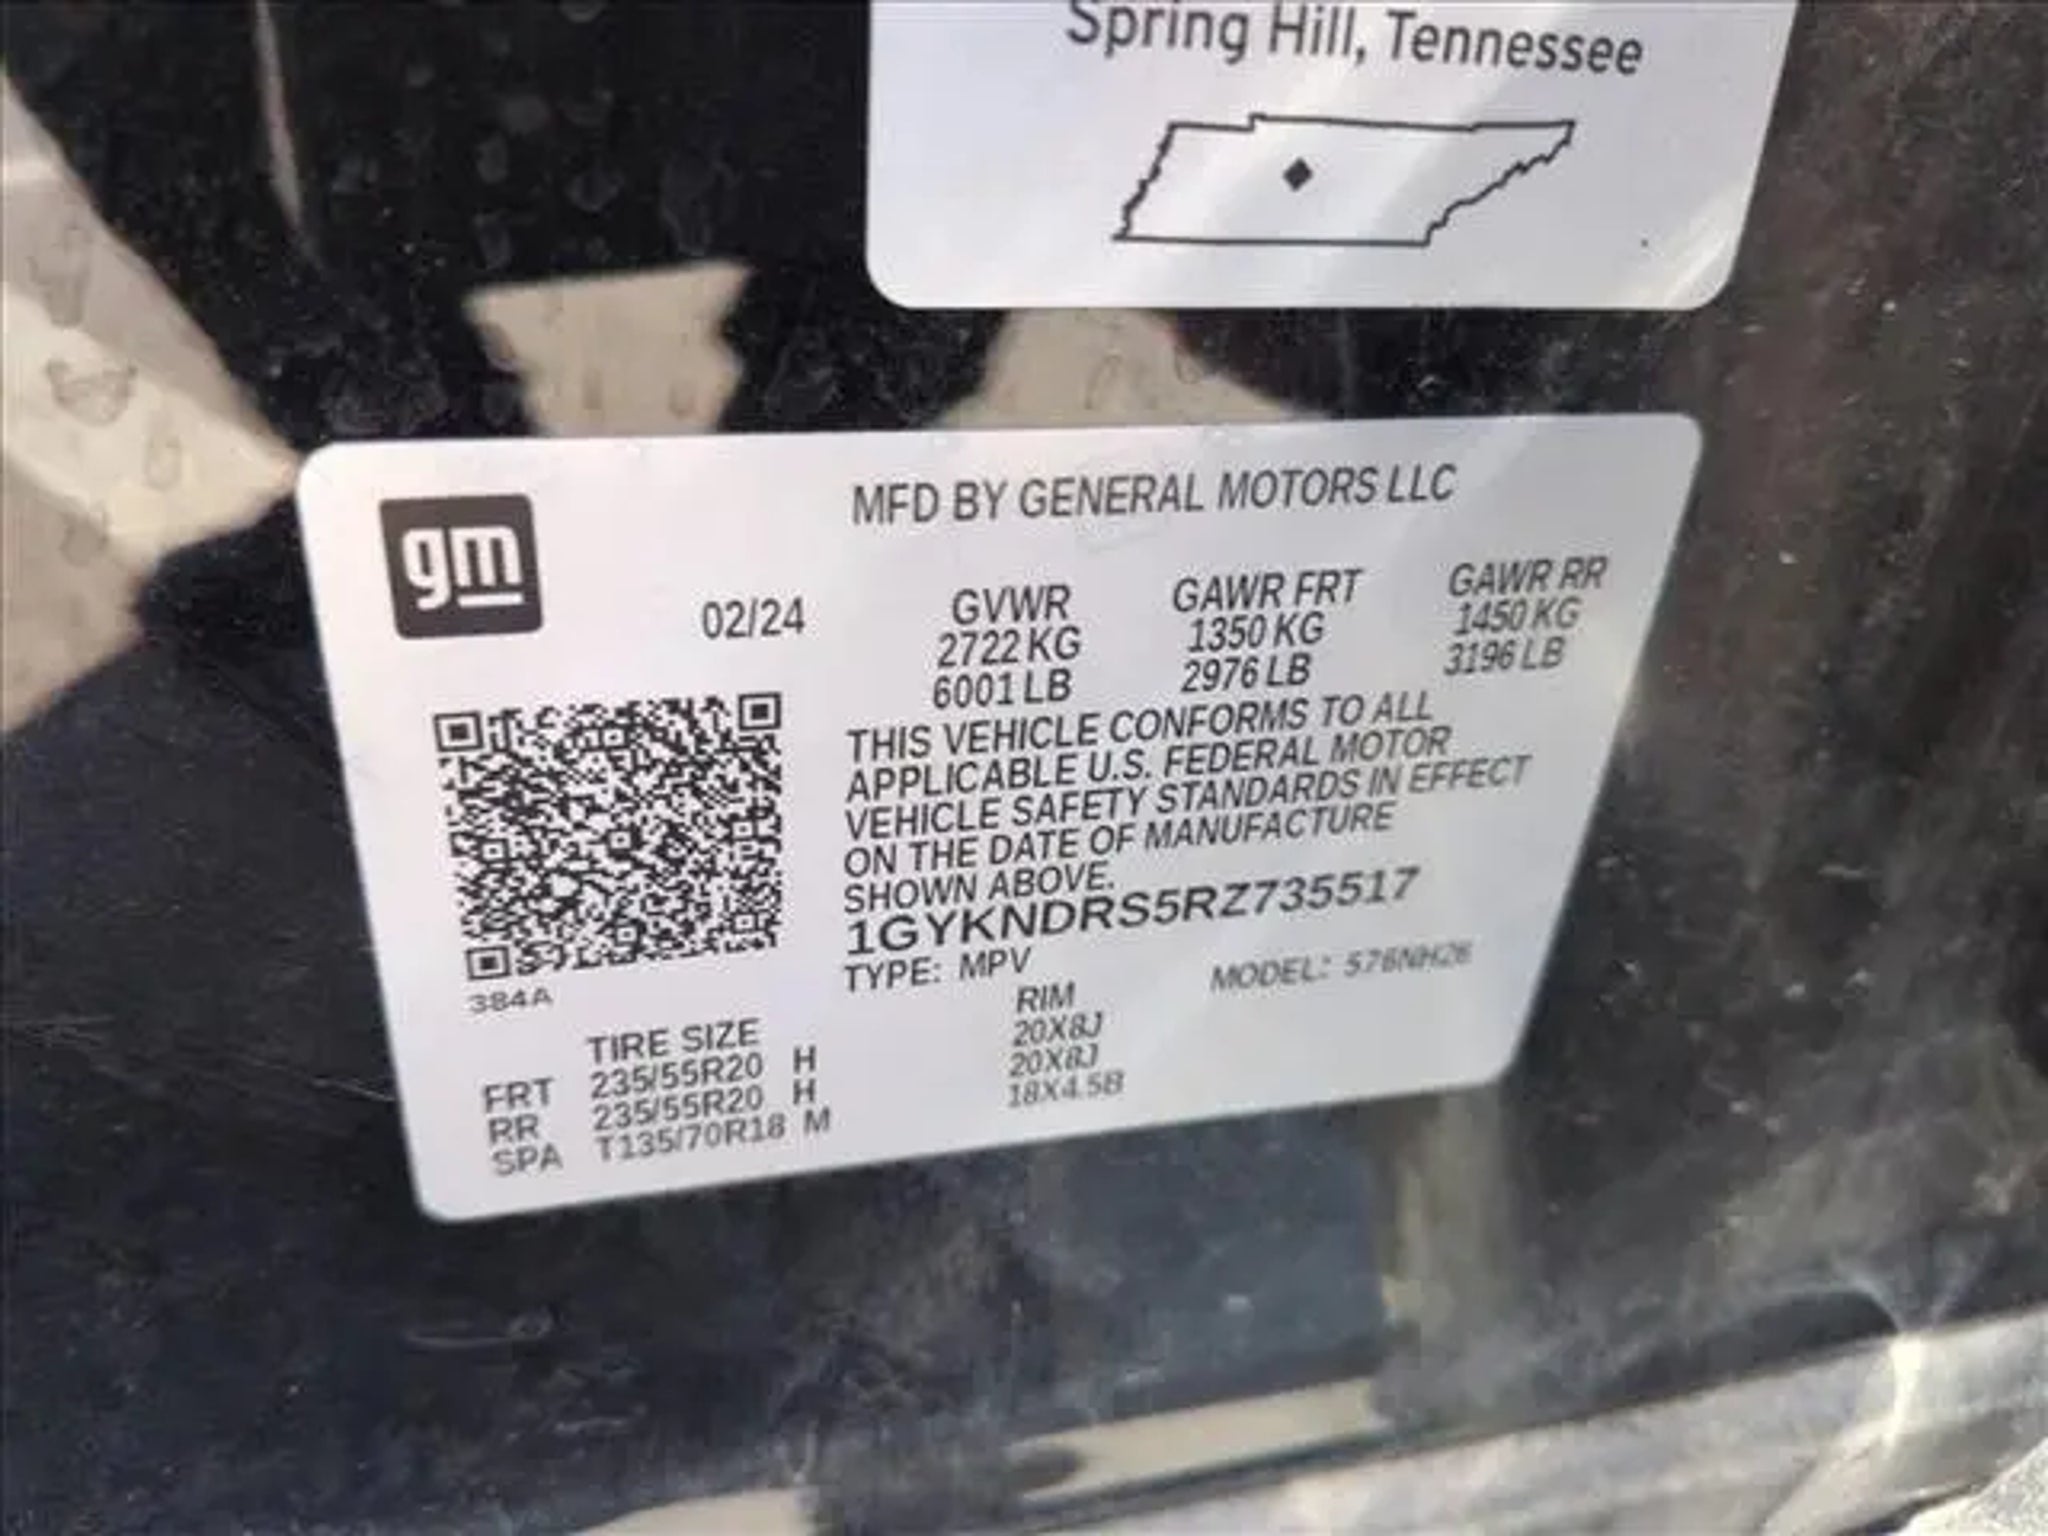 Spring Hill, Tennessee
gm
MFD BY GENERAL MOTORS LLC
02/24
GVWR GAWR FRT GAWR RR
2722 KG 1350 KG 1450 KG
6001 LB 2976 LB 3196 LB
THIS VEHICLE CONFORMS TO ALL
APPLICABLE U.S. FEDERAL MOTOR
VEHICLE SAFETY STANDARDS IN EFFECT
ON THE DATE OF MANUFACTURE
SHOWN ABOVE.
1GYKNDRS5RZ735517
TYPE: MPV MODEL: 576NH26
384A
TIRE SIZE RIM
FRT 235/55R20 H 20X8J
RR 235/55R20 H 20X8J
SPA T135/70R18 M 18X4.5B